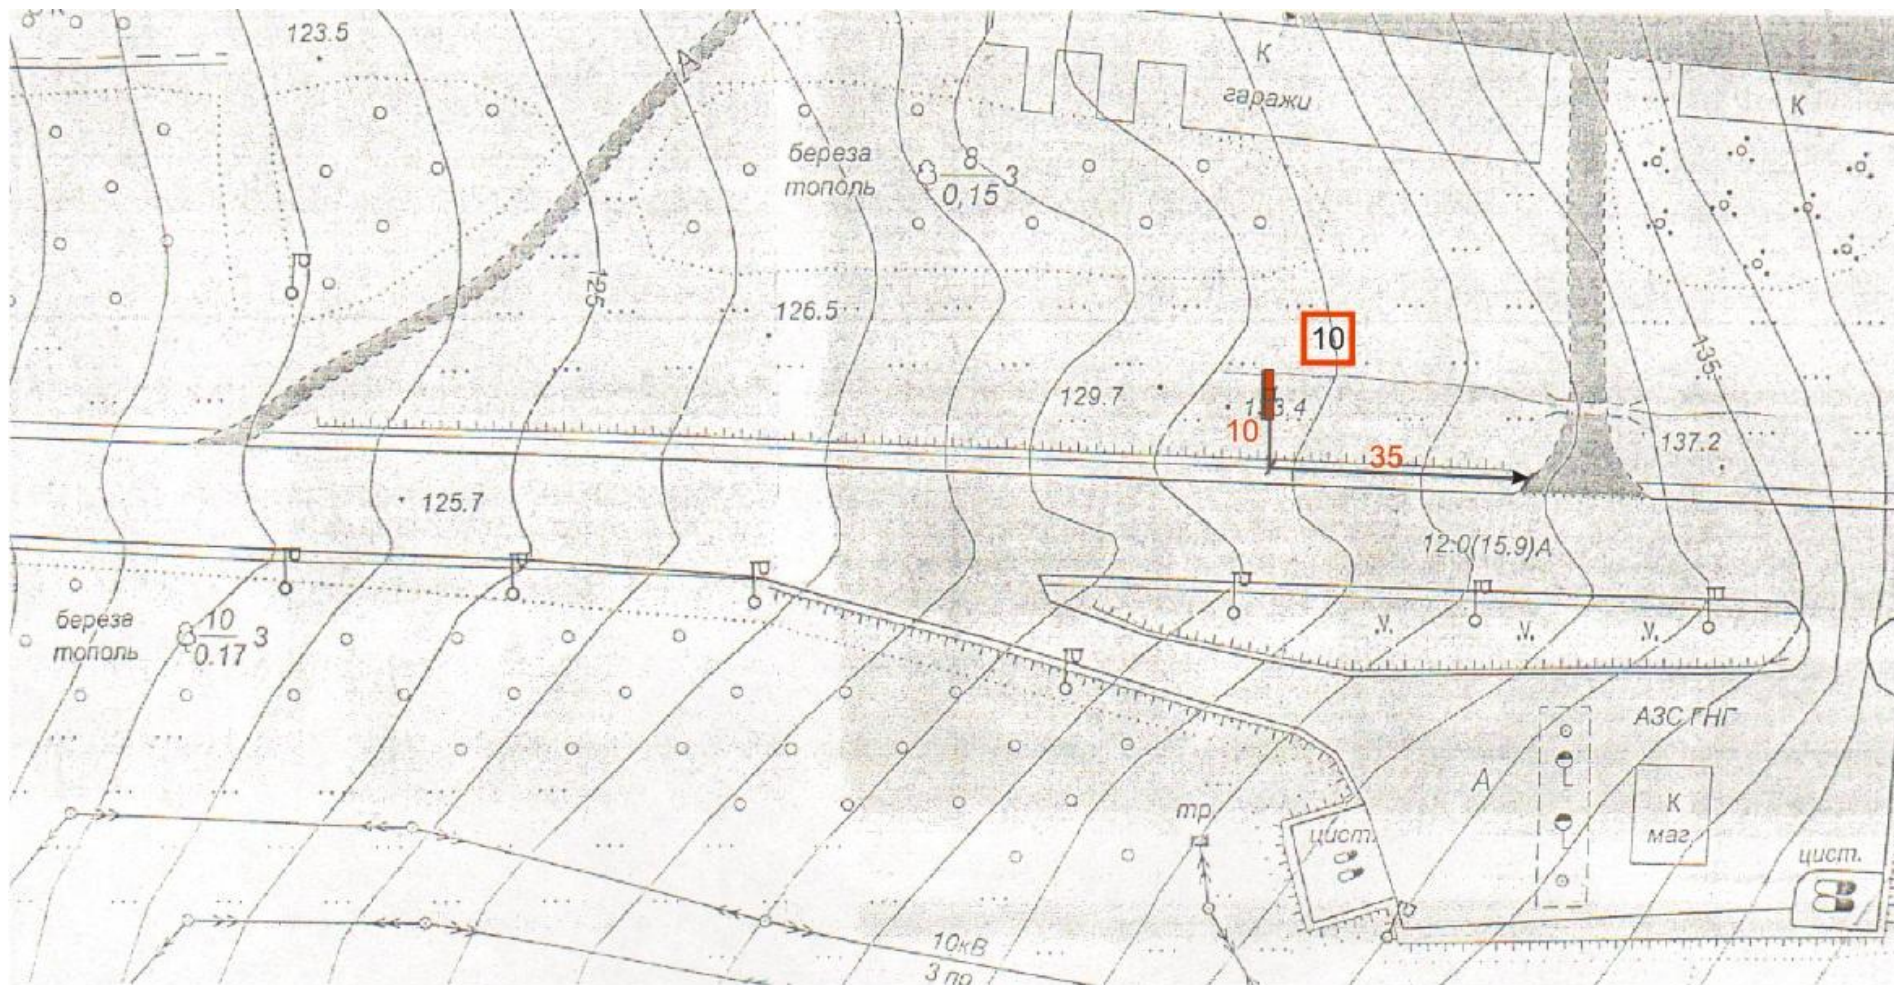 123.5
А
К
гаражи
К
береза
тополь
8
0,15
3
125
126.5
10
135
129.7
10
137.2
35
125.7
12.0(15.9)А
береза
тополь
10
0.17
3
АЗС ГНГ
А
тр.
К
маг.
цист.
цист.
10кВ
3 пр